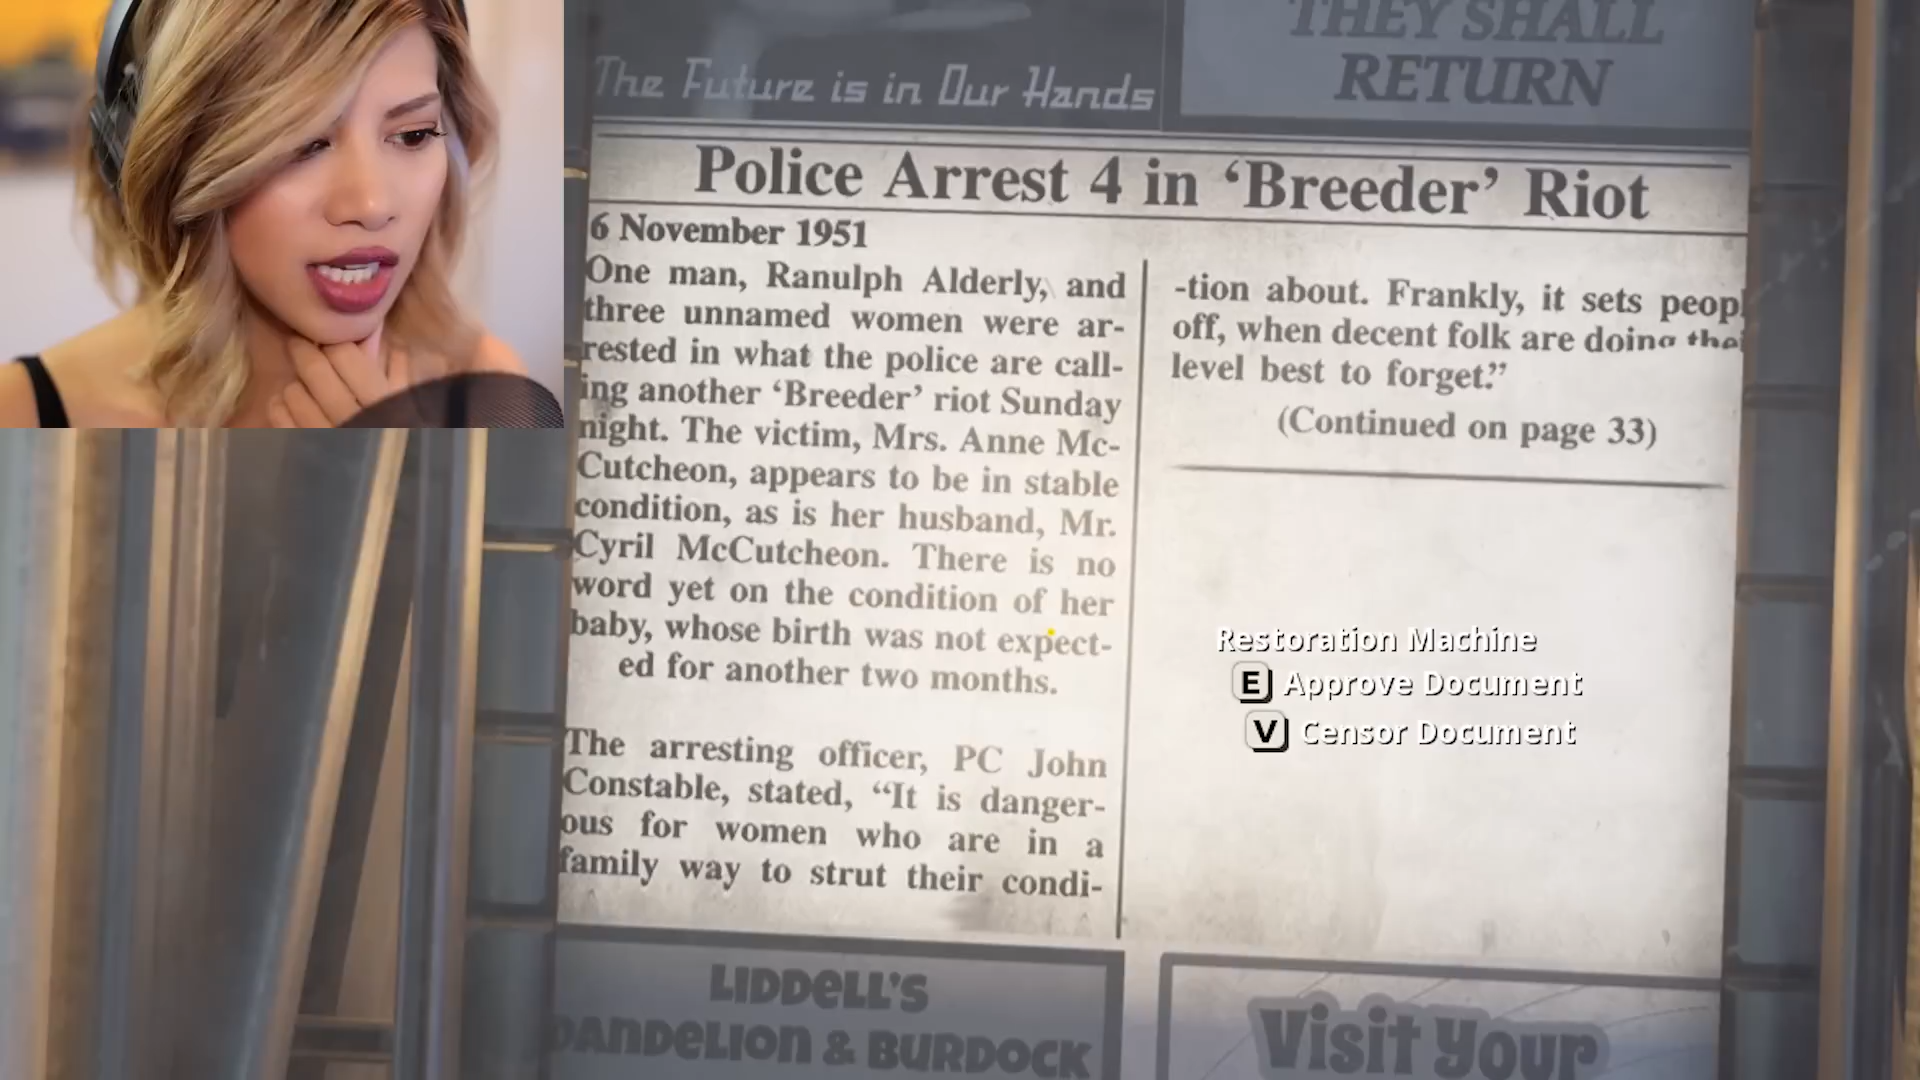 THEY SHALL
RETURN
The Future is in Our Hands
Police Arrest 4 in ‘Breeder’ Riot
6 November 1951
One man, Ranulph Alderly, and
three unnamed women were ar-
rested in what the police are call-
ing another ‘Breeder’ riot Sunday
night. The victim, Mrs. Anne Mc-
Cutcheon, appears to be in stable
condition, as is her husband, Mr.
Cyril McCutcheon. There is no
word yet on the condition of her
baby, whose birth was not expect-
ed for another two months.
The arresting officer, PC John
Constable, stated, “It is danger-
ous for women who are in a
family way to strut their condi-
-tion about. Frankly, it sets peopl
off, when decent folk are doing thei
level best to forget.”
(Continued on page 33)
Restoration Machine
E Approve Document
V Censor Document
LIDDELL'S
DANDELION & BURDOCK
Visit Your